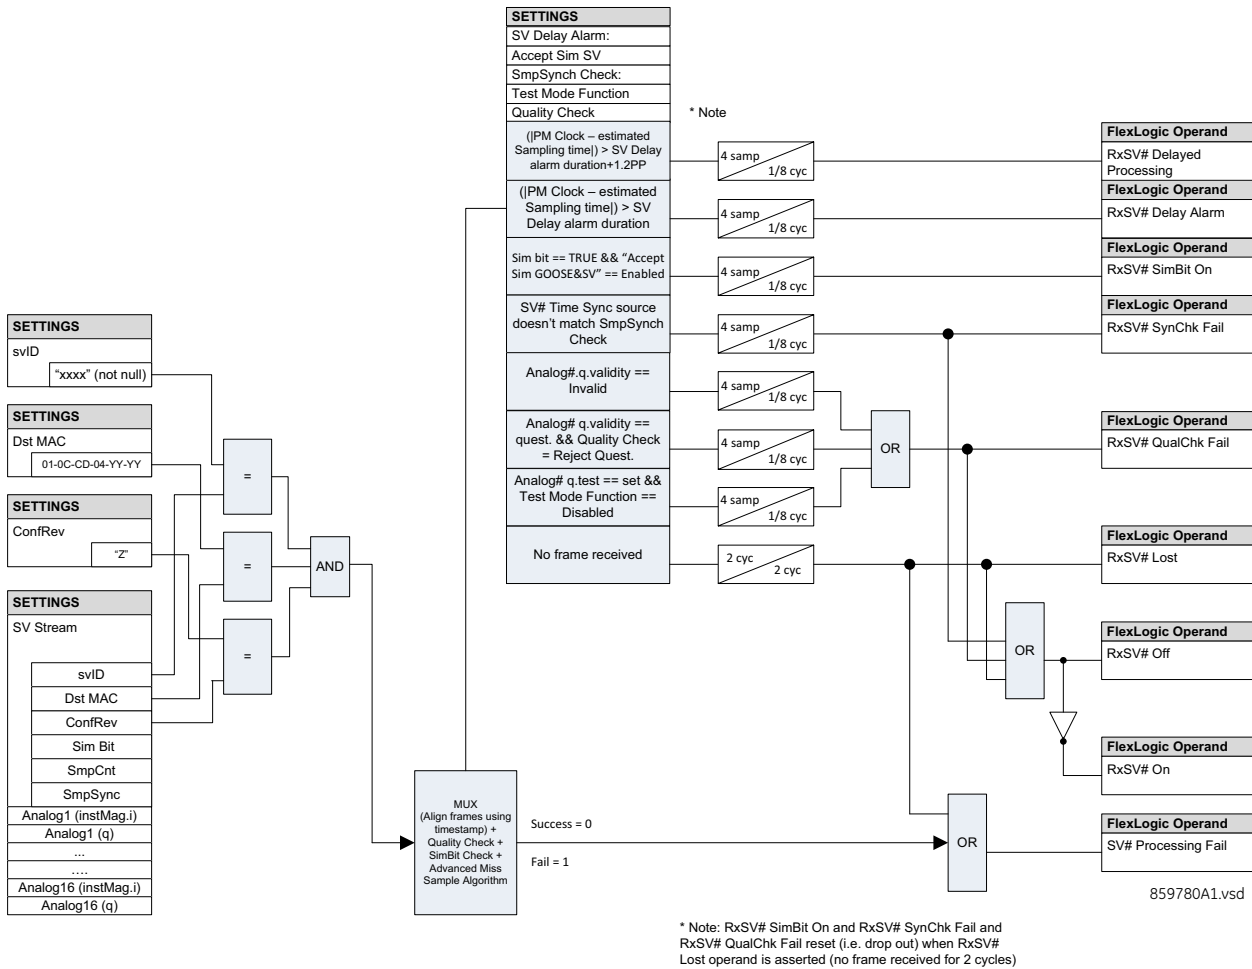 SETTINGS
SV Delay Alarm:
Accept Sim SV
SmpSynch Check:
Test Mode Function
Quality Check
* Note
(|PM Clock – estimated
Sampling time|) > SV Delay
alarm duration+1.2PP
4 samp
1/8 cyc
FlexLogic Operand
RxSV# Delayed
Processing
(|PM Clock – estimated
Sampling time|) > SV
Delay alarm duration
4 samp
1/8 cyc
FlexLogic Operand
RxSV# Delay Alarm
Sim bit == TRUE && “Accept
Sim GOOSE&SV” == Enabled
4 samp
1/8 cyc
FlexLogic Operand
RxSV# SimBit On
SV# Time Sync source
doesn’t match SmpSynch
Check
4 samp
1/8 cyc
FlexLogic Operand
RxSV# SynChk Fail
Analog#.q.validity ==
Invalid
4 samp
1/8 cyc
Analog# q.validity ==
quest. && Quality Check
= Reject Quest.
4 samp
1/8 cyc
OR
FlexLogic Operand
RxSV# QualChk Fail
Analog# q.test == set &&
Test Mode Function ==
Disabled
4 samp
1/8 cyc
No frame received
2 cyc
2 cyc
FlexLogic Operand
RxSV# Lost
OR
FlexLogic Operand
RxSV# Off
FlexLogic Operand
RxSV# On
SETTINGS
svID
“xxxx” (not null)
SETTINGS
Dst MAC
01-0C-CD-04-YY-YY
SETTINGS
ConfRev
“Z”
SETTINGS
SV Stream
svID
Dst MAC
ConfRev
Sim Bit
SmpCnt
SmpSync
Analog1 (instMag.i)
Analog1 (q)
...
....
Analog16 (instMag.i)
Analog16 (q)
=
=
=
AND
MUX
(Align frames using
timestamp) +
Quality Check +
SimBit Check +
Advanced Miss
Sample Algorithm
Success = 0
Fail = 1
OR
FlexLogic Operand
SV# Processing Fail
859780A1.vsd
* Note: RxSV# SimBit On and RxSV# SynChk Fail and
RxSV# QualChk Fail reset (i.e. drop out) when RxSV#
Lost operand is asserted (no frame received for 2 cycles)